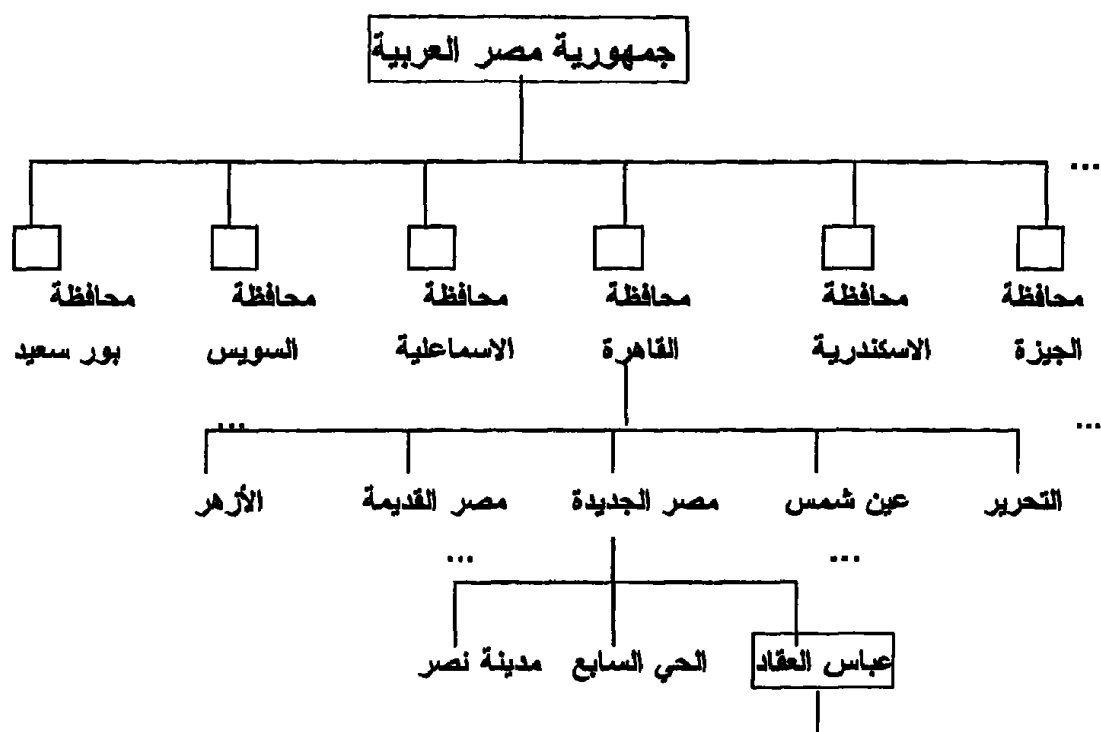 جمهورية مصر العربية
...
محافظة محافظة محافظة محافظة محافظة محافظة
الجيزة الاسكندرية القاهرة الاسماعلية السويس بور سعيد
... ...
التحرير عين شمس مصر الجديدة مصر القديمة الأزهر
... ...
عباس العقاد الحي السابع مدينة نصر